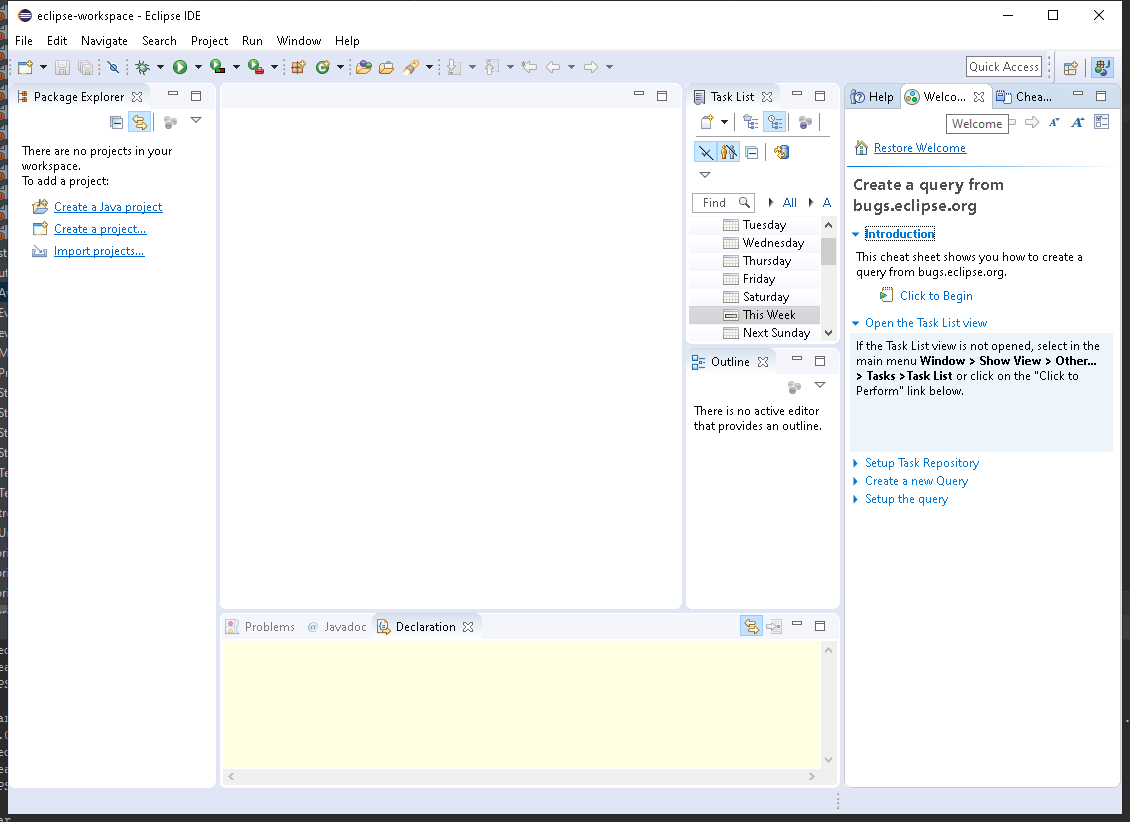 eclipse-workspace - Eclipse IDE
File Edit Navigate Search Project Run Window Help
Quick Access
Package Explorer
There are no projects in your
workspace.
To add a project:
Create a Java project
Create a project...
Import projects...
Task List
Find
All
A
Tuesday
Wednesday
Thursday
Friday
Saturday
This Week
Next Sunday
Outline
There is no active editor
that provides an outline.
Problems @ Javadoc Declaration
Help Welco... Chea...
Welcome
Restore Welcome
Create a query from
bugs.eclipse.org
Introduction
This cheat sheet shows you how to create a
query from bugs.eclipse.org.
Click to Begin
Open the Task List view
If the Task List view is not opened, select in the
main menu Window > Show View > Other...
> Tasks >Task List or click on the "Click to
Perform" link below.
Setup Task Repository
Create a new Query
Setup the query